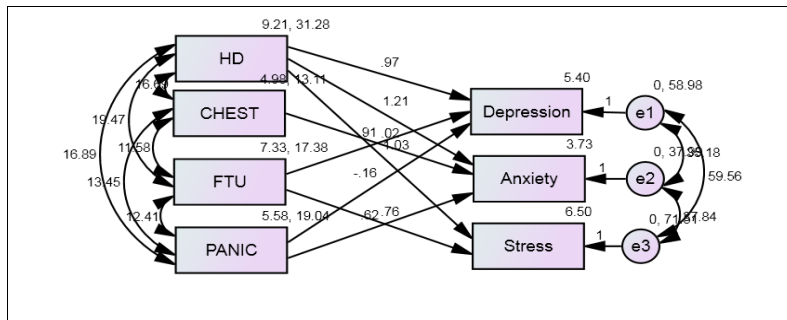 9.21, 31.28
HD
4.98, 13.11
CHEST
7.33, 17.38
FTU
5.58, 19.04
PANIC
19.47
16.89
11.58
13.45
12.41
.97
1.21
.91
.02
1.03
-.16
.62
.76
5.40
Depression
3.73
Anxiety
6.50
Stress
1
1
1
0, 58.98
e1
e2
e3
59.56